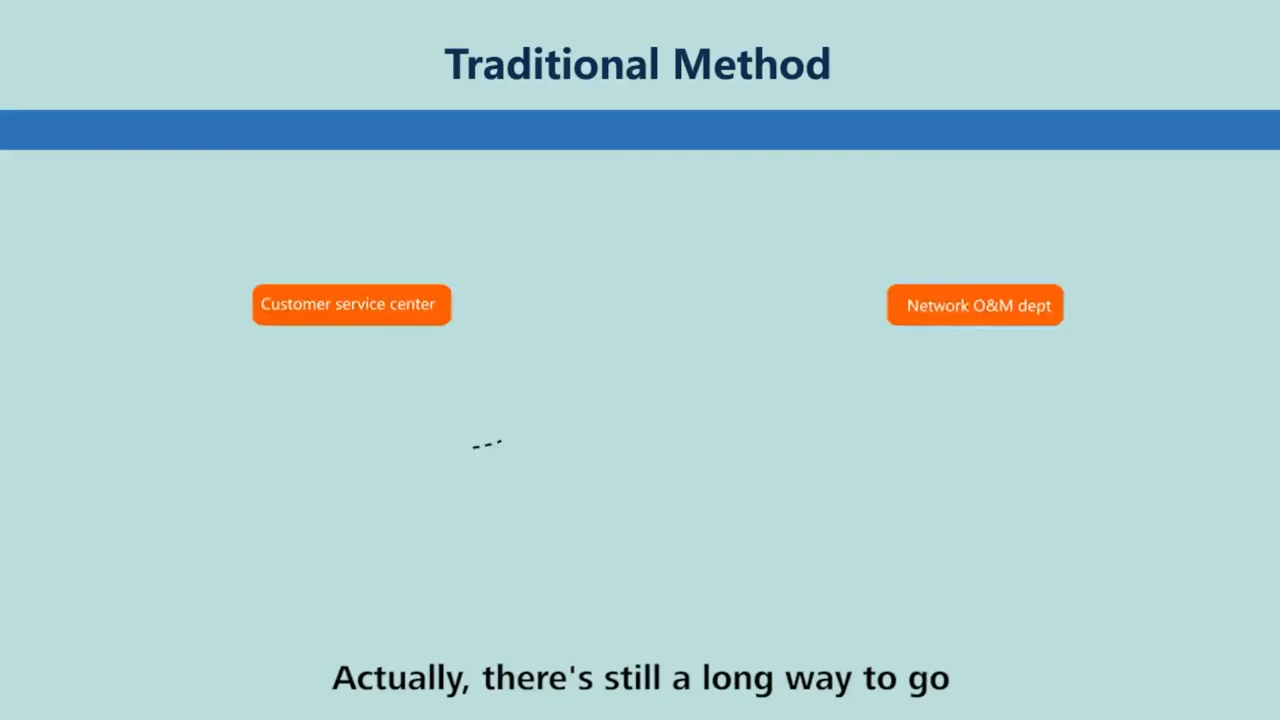 Traditional Method
Customer service center
Network O&M dept
Actually, there's still a long way to go